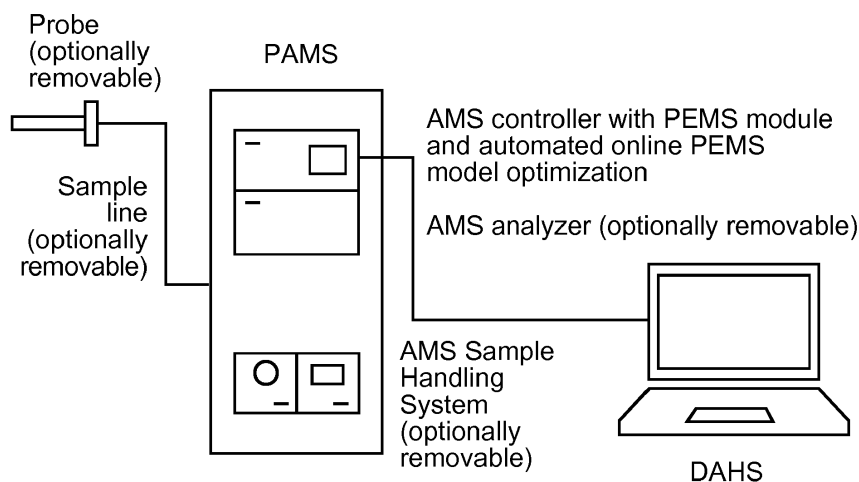 Probe
(optionally
removable)
PAMS
AMS controller with PEMS module
and automated online PEMS
model optimization
Sample
line
(optionally
removable)
AMS analyzer (optionally removable)
AMS Sample
Handling
System
(optionally
removable)
DAHS